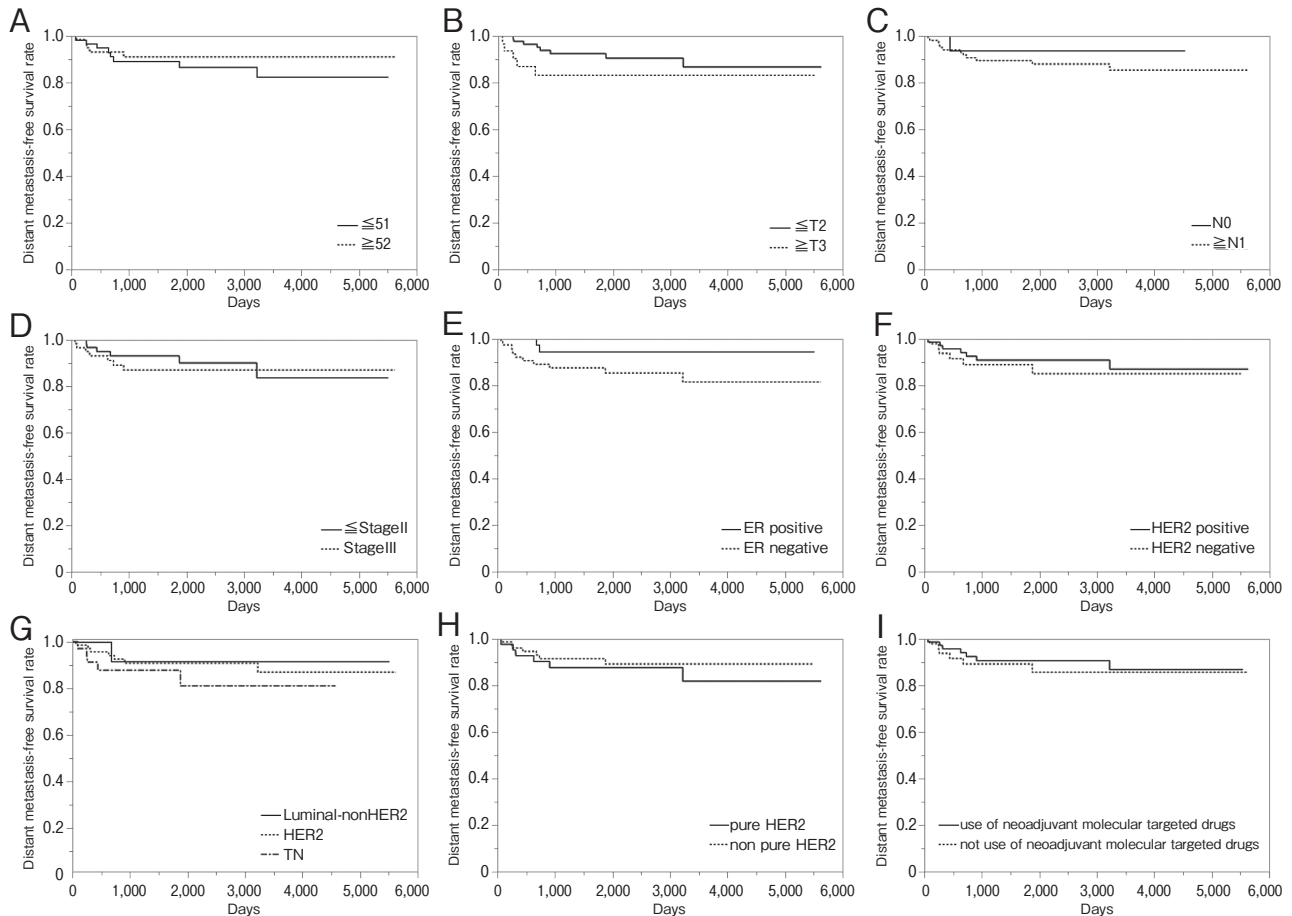 A
Distant metastasis-free survival rate
1.0
0.8
0.6
0.4
0.2
0
≦51
≧52
0 1,000 2,000 3,000 4,000 5,000 6,000
Days
B
Distant metastasis-free survival rate
1.0
0.8
0.6
0.4
0.2
0
≦T2
≧T3
0 1,000 2,000 3,000 4,000 5,000 6,000
Days
C
Distant metastasis-free survival rate
1.0
0.8
0.6
0.4
0.2
0
N0
≧N1
0 1,000 2,000 3,000 4,000 5,000 6,000
Days
D
Distant metastasis-free survival rate
1.0
0.8
0.6
0.4
0.2
0
≦StageII
StageIII
0 1,000 2,000 3,000 4,000 5,000 6,000
Days
E
Distant metastasis-free survival rate
1.0
0.8
0.6
0.4
0.2
0
ER positive
ER negative
0 1,000 2,000 3,000 4,000 5,000 6,000
Days
F
Distant metastasis-free survival rate
1.0
0.8
0.6
0.4
0.2
0
HER2 positive
HER2 negative
0 1,000 2,000 3,000 4,000 5,000 6,000
Days
G
Distant metastasis-free survival rate
1.0
0.8
0.6
0.4
0.2
0
Luminal-nonHER2
HER2
TN
0 1,000 2,000 3,000 4,000 5,000 6,000
Days
H
Distant metastasis-free survival rate
1.0
0.8
0.6
0.4
0.2
0
pure HER2
non pure HER2
0 1,000 2,000 3,000 4,000 5,000 6,000
Days
I
Distant metastasis-free survival rate
1.0
0.8
0.6
0.4
0.2
0
use of neoadjuvant molecular targeted drugs
not use of neoadjuvant molecular targeted drugs
0 1,000 2,000 3,000 4,000 5,000 6,000
Days